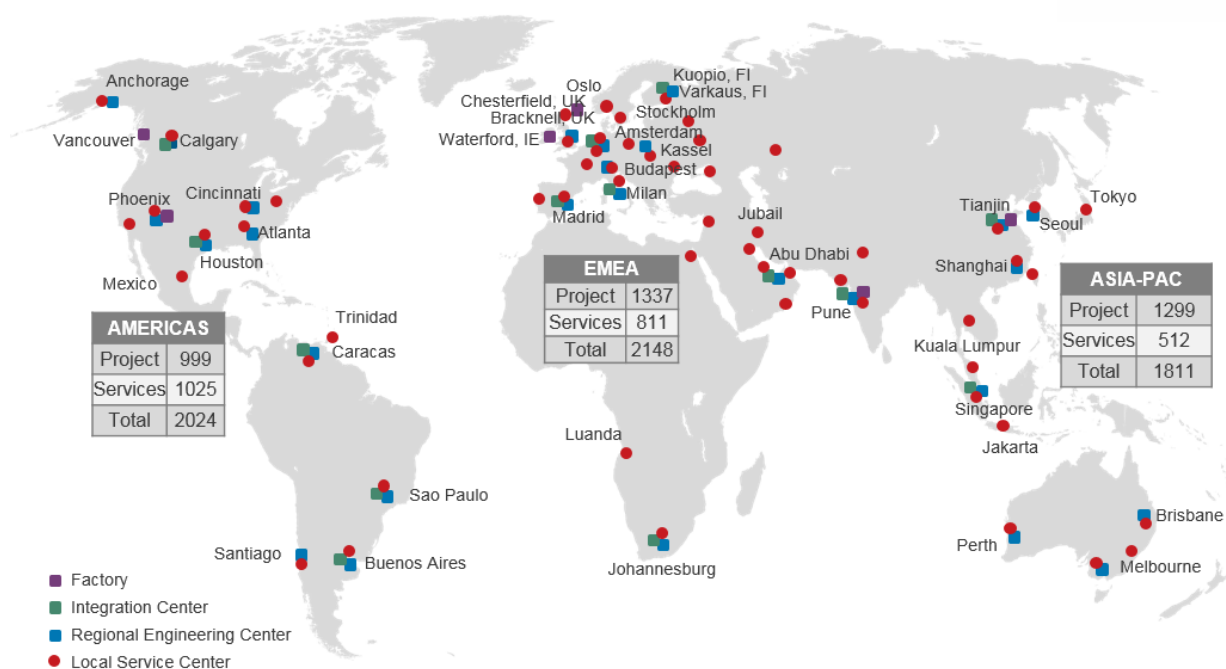 Anchorage
Vancouver
Calgary
Cincinnati
Phoenix
Atlanta
Houston
Mexico
Trinidad
Caracas
AMERICAS
Project 999
Services 1025
Total 2024
Sao Paulo
Santiago
Buenos Aires
Oslo
Kuopio, FI
Varkaus, FI
Chesterfield, UK
Bracknell, UK
Stockholm
Waterford, IE
Amsterdam
Kassel
Budapest
Milan
Madrid
Jubail
Abu Dhabi
EMEA
Project 1337
Services 811
Total 2148
Luanda
Johannesburg
Pune
Tianjin
Tokyo
Seoul
Shanghai
ASIA-PAC
Project 1299
Services 512
Total 1811
Kuala Lumpur
Singapore
Jakarta
Brisbane
Perth
Melbourne
Factory
Integration Center
Regional Engineering Center
Local Service Center